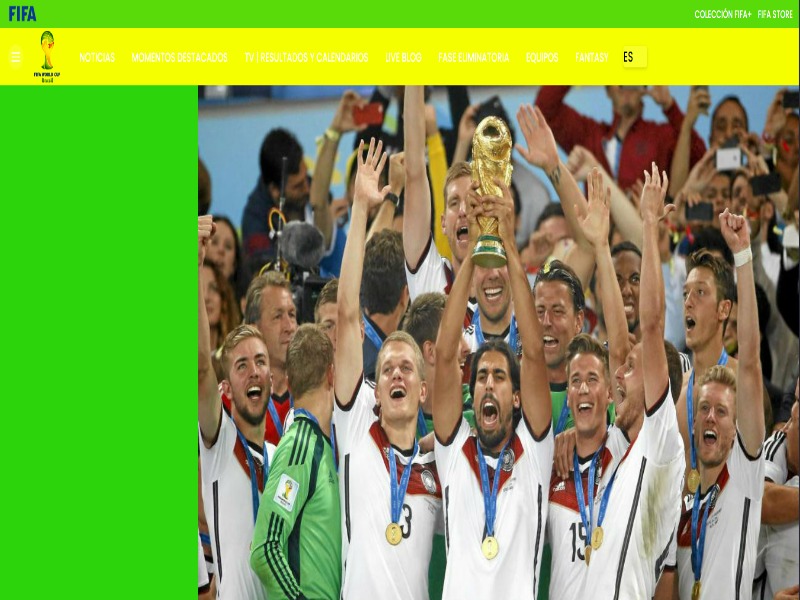 FIFA
COLECCIÓN FIFA+ FIFA STORE
FIFA WORLD CUP
Brasil
NOTICIAS MOMENTOS DESTACADOS TV | RESULTADOS Y CALENDARIOS LIVE BLOG FASE ELIMINATORIA EQUIPOS FANTASY ES
3
15